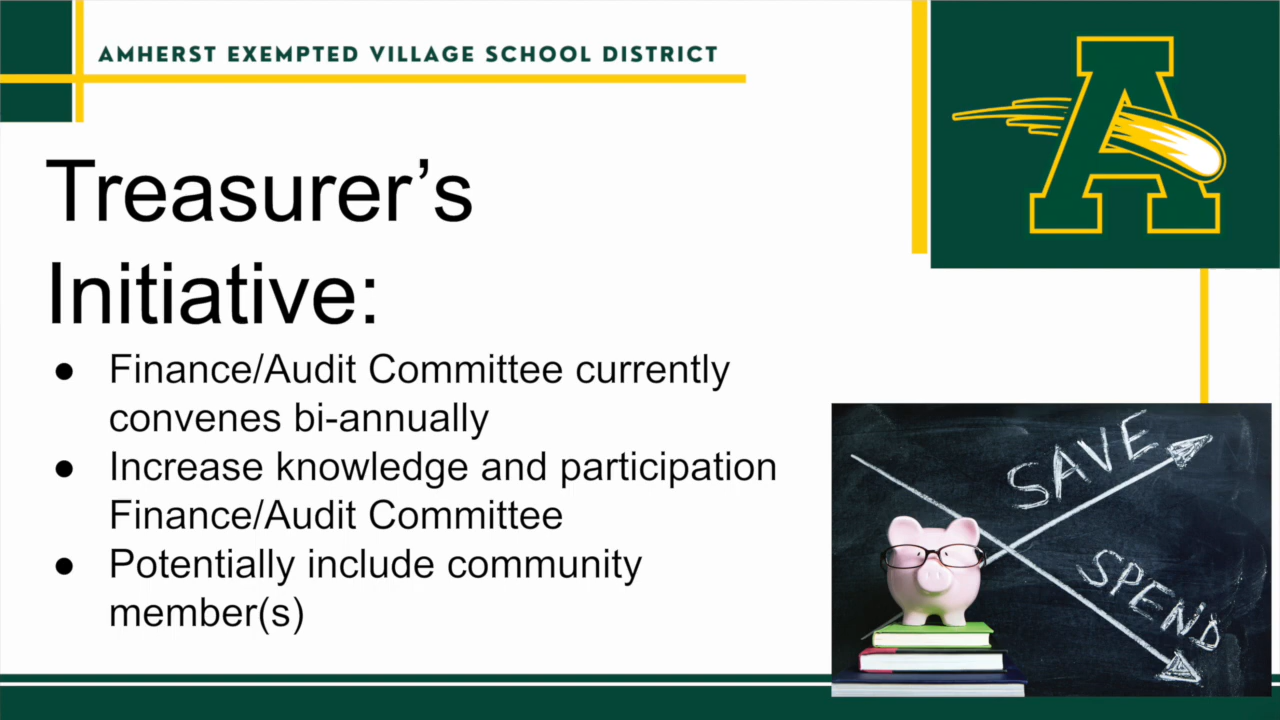 AMHERST EXEMPTED VILLAGE SCHOOL DISTRICT
A
Treasurer’s
Initiative:
● Finance/Audit Committee currently
convenes bi-annually
● Increase knowledge and participation
Finance/Audit Committee
● Potentially include community
member(s)
SAVE
SPEND